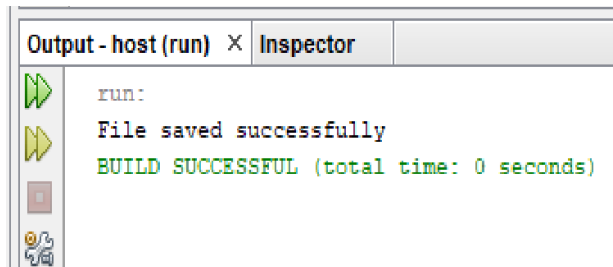 Output - host (run) × Inspector
run:
File saved successfully
BUILD SUCCESSFUL (total time: 0 seconds)